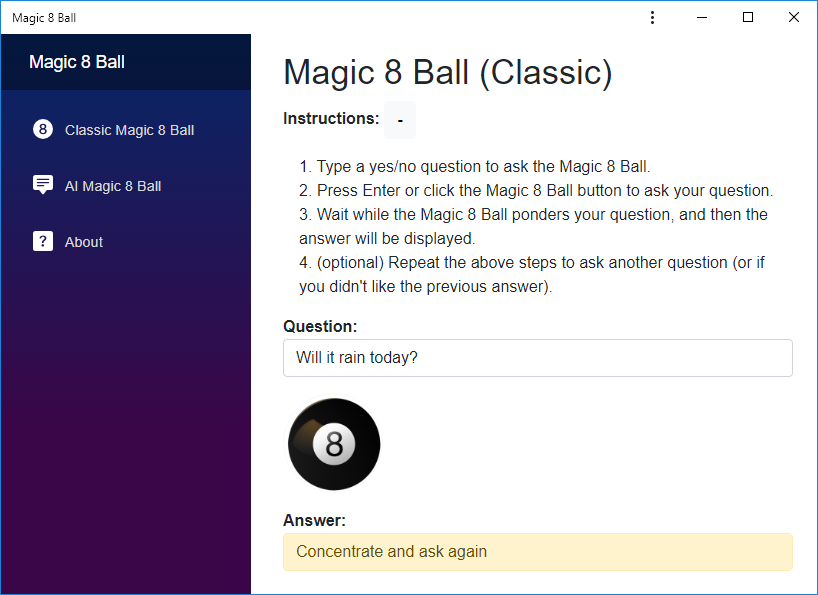 Magic 8 Ball
Magic 8 Ball
8 Classic Magic 8 Ball
AI Magic 8 Ball
? About
Magic 8 Ball (Classic)
Instructions: -
1. Type a yes/no question to ask the Magic 8 Ball.
2. Press Enter or click the Magic 8 Ball button to ask your question.
3. Wait while the Magic 8 Ball ponders your question, and then the
answer will be displayed.
4. (optional) Repeat the above steps to ask another question (or if
you didn't like the previous answer).
Question:
Will it rain today?
8
Answer:
Concentrate and ask again